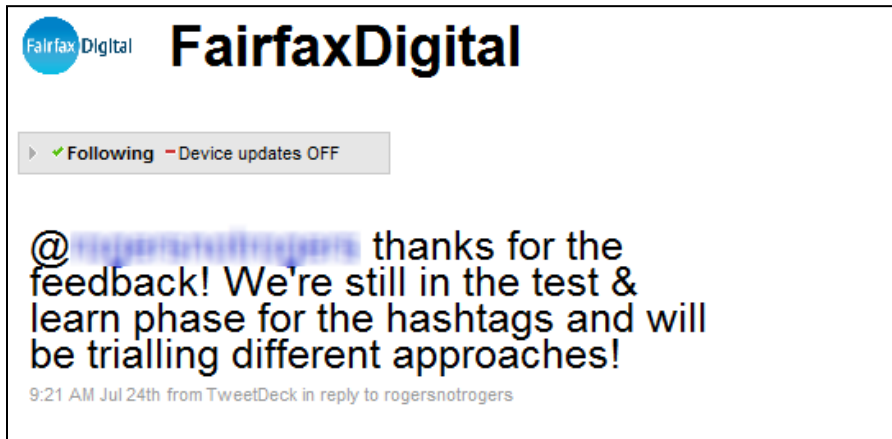 Fairfax Digital FairfaxDigital
Following Device updates OFF
@ thanks for the
feedback! We're still in the test &
learn phase for the hashtags and will
be trialling different approaches!
9:21 AM Jul 24th from TweetDeck in reply to rogersnotrogers